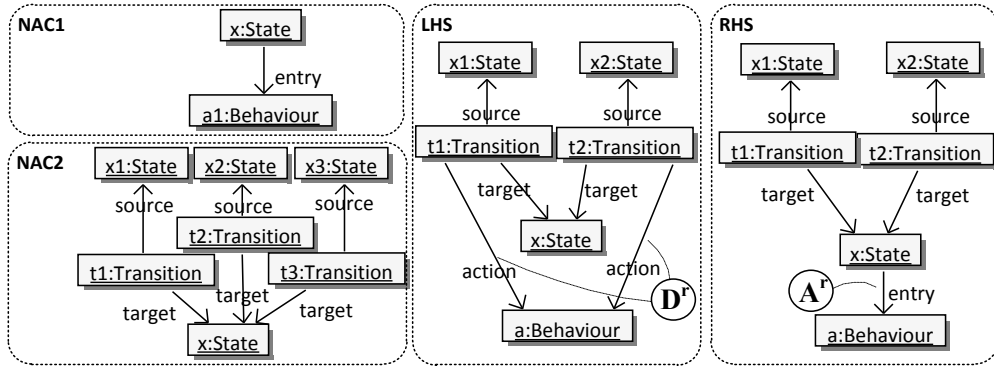 NAC1
x:State
entry
a1:Behaviour
NAC2
x1:State
x2:State
x3:State
source
source
source
t2:Transition
t1:Transition
t3:Transition
target
target
target
x:State
LHS
x1:State
x2:State
source
source
t1:Transition
t2:Transition
target
target
x:State
action
action
D^r
a:Behaviour
RHS
x1:State
x2:State
source
source
t1:Transition
t2:Transition
target
target
x:State
A^r
entry
a:Behaviour